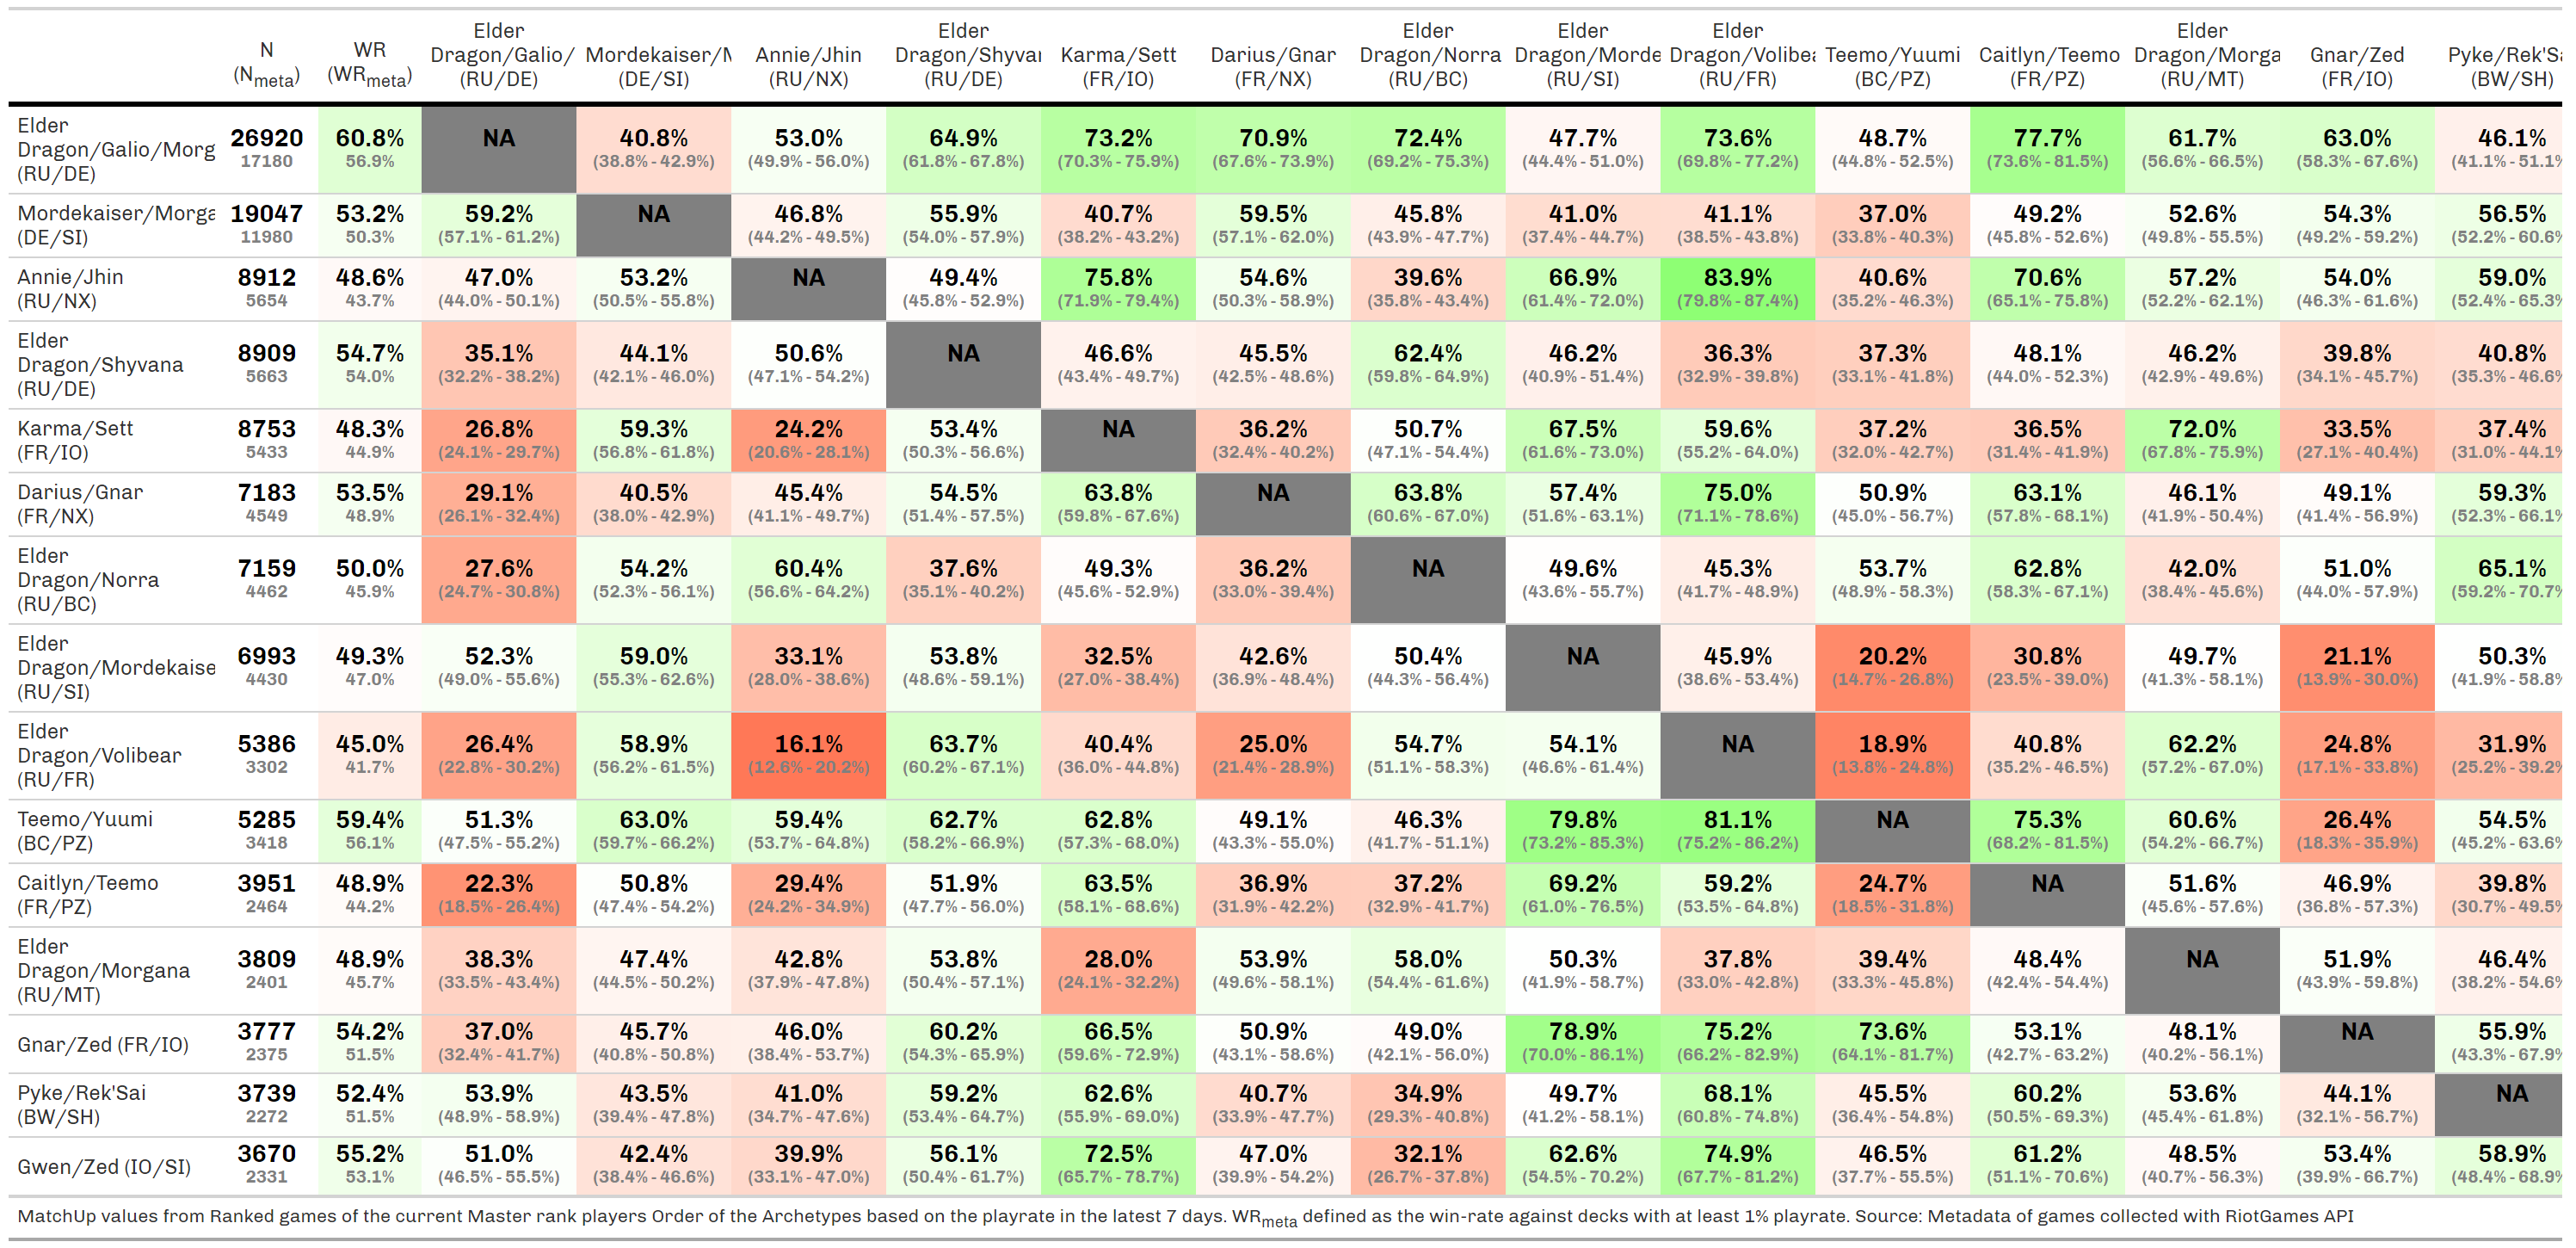 N WR Elder Dragon/Galio/ (RU/DE) Mordekaiser/M (DE/SI) Annie/Jhin (RU/NX) Elder Dragon/Shyvar (RU/DE) Karma/Sett (FR/IO) Darius/Gnar (FR/NX) Elder Dragon/Norra (RU/BC) Elder Dragon/Morde (RU/SI) Elder Dragon/Volibea (RU/FR) Teemo/Yuumi (BC/PZ) Caitlyn/Teemo (FR/PZ) Elder Dragon/Morga (RU/MT) Gnar/Zed (FR/IO) Pyke/Rek'Sa (BW/SH)
(Nmeta) (WRmeta)
Elder Dragon/Galio/Morg (RU/DE) 26920 60.8% NA 40.8% 53.0% 64.9% 73.2% 70.9% 72.4% 47.7% 73.6% 48.7% 77.7% 61.7% 63.0% 46.1%
17180 56.9% (38.8% - 42.9%) (49.9% - 56.0%) (61.8% - 67.8%) (70.3% - 75.9%) (67.6% - 73.9%) (69.2% - 75.3%) (44.4% - 51.0%) (69.8% - 77.2%) (44.8% - 52.5%) (73.6% - 81.5%) (56.6% - 66.5%) (58.3% - 67.6%) (41.1% - 51.1%
Mordekaiser/Morga (DE/SI) 19047 53.2% 59.2% NA 46.8% 55.9% 40.7% 59.5% 45.8% 41.0% 41.1% 37.0% 49.2% 52.6% 54.3% 56.5%
11980 50.3% (57.1% - 61.2%) (44.2% - 49.5%) (54.0% - 57.9%) (38.2% - 43.2%) (57.1% - 62.0%) (43.9% - 47.7%) (37.4% - 44.7%) (38.5% - 43.8%) (33.8% - 40.3%) (45.8% - 52.6%) (49.8% - 55.5%) (49.2% - 59.2%) (52.2% - 60.6%
Annie/Jhin (RU/NX) 8912 48.6% 47.0% 53.2% NA 49.4% 75.8% 54.6% 39.6% 66.9% 83.9% 40.6% 70.6% 57.2% 54.0% 59.0%
5654 43.7% (44.0% - 50.1%) (50.5% - 55.8%) (45.8% - 52.9%) (71.9% - 79.4%) (50.3% - 58.9%) (35.8% - 43.4%) (61.4% - 72.0%) (79.8% - 87.4%) (35.2% - 46.3%) (65.1% - 75.8%) (52.2% - 62.1%) (46.3% - 61.6%) (52.4% - 65.3%
Elder Dragon/Shyvana (RU/DE) 8909 54.7% 35.1% 44.1% 50.6% NA 46.6% 45.5% 62.4% 46.2% 36.3% 37.3% 48.1% 46.2% 39.8% 40.8%
5663 54.0% (32.2% - 38.2%) (42.1% - 46.0%) (47.1% - 54.2%) (43.4% - 49.7%) (42.5% - 48.6%) (59.8% - 64.9%) (40.9% - 51.4%) (32.9% - 39.8%) (33.1% - 41.8%) (44.0% - 52.3%) (42.9% - 49.6%) (34.1% - 45.7%) (35.3% - 46.6%
Karma/Sett (FR/IO) 8753 48.3% 26.8% 59.3% 24.2% 53.4% NA 36.2% 50.7% 67.5% 59.6% 37.2% 36.5% 72.0% 33.5% 37.4%
5433 44.9% (24.1% - 29.7%) (56.8% - 61.8%) (20.6% - 28.1%) (50.3% - 56.6%) (32.4% - 40.2%) (47.1% - 54.4%) (61.6% - 73.0%) (55.2% - 64.0%) (32.0% - 42.7%) (31.4% - 41.9%) (67.8% - 75.9%) (27.1% - 40.4%) (31.0% - 44.1%
Darius/Gnar (FR/NX) 7183 53.5% 29.1% 40.5% 45.4% 54.5% 63.8% NA 63.8% 57.4% 75.0% 50.9% 63.1% 46.1% 49.1% 59.3%
4549 48.9% (26.1% - 32.4%) (38.0% - 42.9%) (41.1% - 49.7%) (51.4% - 57.5%) (59.8% - 67.6%) (60.6% - 67.0%) (51.6% - 63.1%) (71.1% - 78.6%) (45.0% - 56.7%) (57.8% - 68.1%) (41.9% - 50.4%) (41.4% - 56.9%) (52.3% - 66.1%
Elder Dragon/Norra (RU/BC) 7159 50.0% 27.6% 54.2% 60.4% 37.6% 49.3% 36.2% NA 49.6% 45.3% 53.7% 62.8% 42.0% 51.0% 65.1%
4462 45.9% (24.7% - 30.8%) (52.3% - 56.1%) (56.6% - 64.2%) (35.1% - 40.2%) (45.6% - 52.9%) (33.0% - 39.4%) (43.6% - 55.7%) (41.7% - 48.9%) (48.9% - 58.3%) (58.3% - 67.1%) (38.4% - 45.6%) (44.0% - 57.9%) (59.2% - 70.7%
Elder Dragon/Mordekaise (RU/SI) 6993 49.3% 52.3% 59.0% 33.1% 53.8% 32.5% 42.6% 50.4% NA 45.9% 20.2% 30.8% 49.7% 21.1% 50.3%
4430 47.0% (49.0% - 55.6%) (55.3% - 62.6%) (28.0% - 38.6%) (48.6% - 59.1%) (27.0% - 38.4%) (36.9% - 48.4%) (44.3% - 56.4%) (38.6% - 53.4%) (14.7% - 26.8%) (23.5% - 39.0%) (41.3% - 58.1%) (13.9% - 30.0%) (41.9% - 58.8%
Elder Dragon/Volibear (RU/FR) 5386 45.0% 26.4% 58.9% 16.1% 63.7% 40.4% 25.0% 54.7% 54.1% NA 18.9% 40.8% 62.2% 24.8% 31.9%
3302 41.7% (22.8% - 30.2%) (56.2% - 61.5%) (12.6% - 20.2%) (60.2% - 67.1%) (36.0% - 44.8%) (21.4% - 28.9%) (51.1% - 58.3%) (46.6% - 61.4%) (13.8% - 24.8%) (35.2% - 46.5%) (57.2% - 67.0%) (17.1% - 33.8%) (25.2% - 39.2%
Teemo/Yuumi (BC/PZ) 5285 59.4% 51.3% 63.0% 59.4% 62.7% 62.8% 49.1% 46.3% 79.8% 81.1% NA 75.3% 60.6% 26.4% 54.5%
3418 56.1% (47.5% - 55.2%) (59.7% - 66.2%) (53.7% - 64.8%) (58.2% - 66.9%) (57.3% - 68.0%) (43.3% - 55.0%) (41.7% - 51.1%) (73.2% - 85.3%) (75.2% - 86.2%) (68.2% - 81.5%) (54.2% - 66.7%) (18.3% - 35.9%) (45.2% - 63.6%
Caitlyn/Teemo (FR/PZ) 3951 48.9% 22.3% 50.8% 29.4% 51.9% 63.5% 36.9% 37.2% 69.2% 59.2% 24.7% NA 51.6% 46.9% 39.8%
2464 44.2% (18.5% - 26.4%) (47.4% - 54.2%) (24.2% - 34.9%) (47.7% - 56.0%) (58.1% - 68.6%) (31.9% - 42.2%) (32.9% - 41.7%) (61.0% - 76.5%) (53.5% - 64.8%) (18.5% - 31.8%) (45.6% - 57.6%) (36.8% - 57.3%) (30.7% - 49.5%
Elder Dragon/Morgana (RU/MT) 3809 48.9% 38.3% 47.4% 42.8% 53.8% 28.0% 53.9% 58.0% 50.3% 37.8% 39.4% 48.4% NA 51.9% 46.4%
2401 45.7% (33.5% - 43.4%) (44.5% - 50.2%) (37.9% - 47.8%) (50.4% - 57.1%) (24.1% - 32.2%) (49.6% - 58.1%) (54.4% - 61.6%) (41.9% - 58.7%) (33.0% - 42.8%) (33.3% - 45.8%) (42.4% - 54.4%) (43.9% - 59.8%) (38.2% - 54.6%
Gnar/Zed (FR/IO) 3777 54.2% 37.0% 45.7% 46.0% 60.2% 66.5% 50.9% 49.0% 78.9% 75.2% 73.6% 53.1% 48.1% NA 55.9%
2375 51.5% (32.4% - 41.7%) (40.8% - 50.8%) (38.4% - 53.7%) (54.3% - 65.9%) (59.6% - 72.9%) (43.1% - 58.6%) (42.1% - 56.0%) (70.0% - 86.1%) (66.2% - 82.9%) (64.1% - 81.7%) (42.7% - 63.2%) (40.2% - 56.1%) (43.3% - 67.9%
Pyke/Rek'Sai (BW/SH) 3739 52.4% 53.9% 43.5% 41.0% 59.2% 62.6% 40.7% 34.9% 49.7% 68.1% 45.5% 60.2% 53.6% 44.1% NA
2272 51.5% (48.9% - 58.9%) (39.4% - 47.8%) (34.7% - 47.6%) (53.4% - 64.7%) (55.9% - 69.0%) (33.9% - 47.7%) (29.3% - 40.8%) (41.2% - 58.1%) (60.8% - 74.8%) (36.4% - 54.8%) (50.5% - 69.3%) (45.4% - 61.8%) (32.1% - 56.7%)
Gwen/Zed (IO/SI) 3670 55.2% 51.0% 42.4% 39.9% 56.1% 72.5% 47.0% 32.1% 62.6% 74.9% 46.5% 61.2% 48.5% 53.4% 58.9%
2331 53.1% (46.5% - 55.5%) (38.4% - 46.6%) (33.1% - 47.0%) (50.4% - 61.7%) (65.7% - 78.7%) (39.9% - 54.2%) (26.7% - 37.8%) (54.5% - 70.2%) (67.7% - 81.2%) (37.7% - 55.5%) (51.1% - 70.6%) (40.7% - 56.3%) (39.9% - 66.7%) (48.4% - 68.9%
MatchUp values from Ranked games of the current Master rank players Order of the Archetypes based on the playrate in the latest 7 days. WRmeta defined as the win-rate against decks with at least 1% playrate. Source: Metadata of games collected with RiotGames API